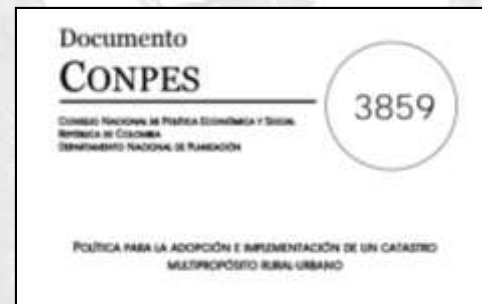 Documento
CONPES
CONSEJO NACIONAL DE POLÍTICA ECONÓMICA Y SOCIAL
REPÚBLICA DE COLOMBIA
DEPARTAMENTO NACIONAL DE PLANEACIÓN
3859
POLÍTICA PARA LA ADOPCIÓN E IMPLEMENTACIÓN DE UN CATASTRO
MULTIPROPÓSITO RURAL-URBANO